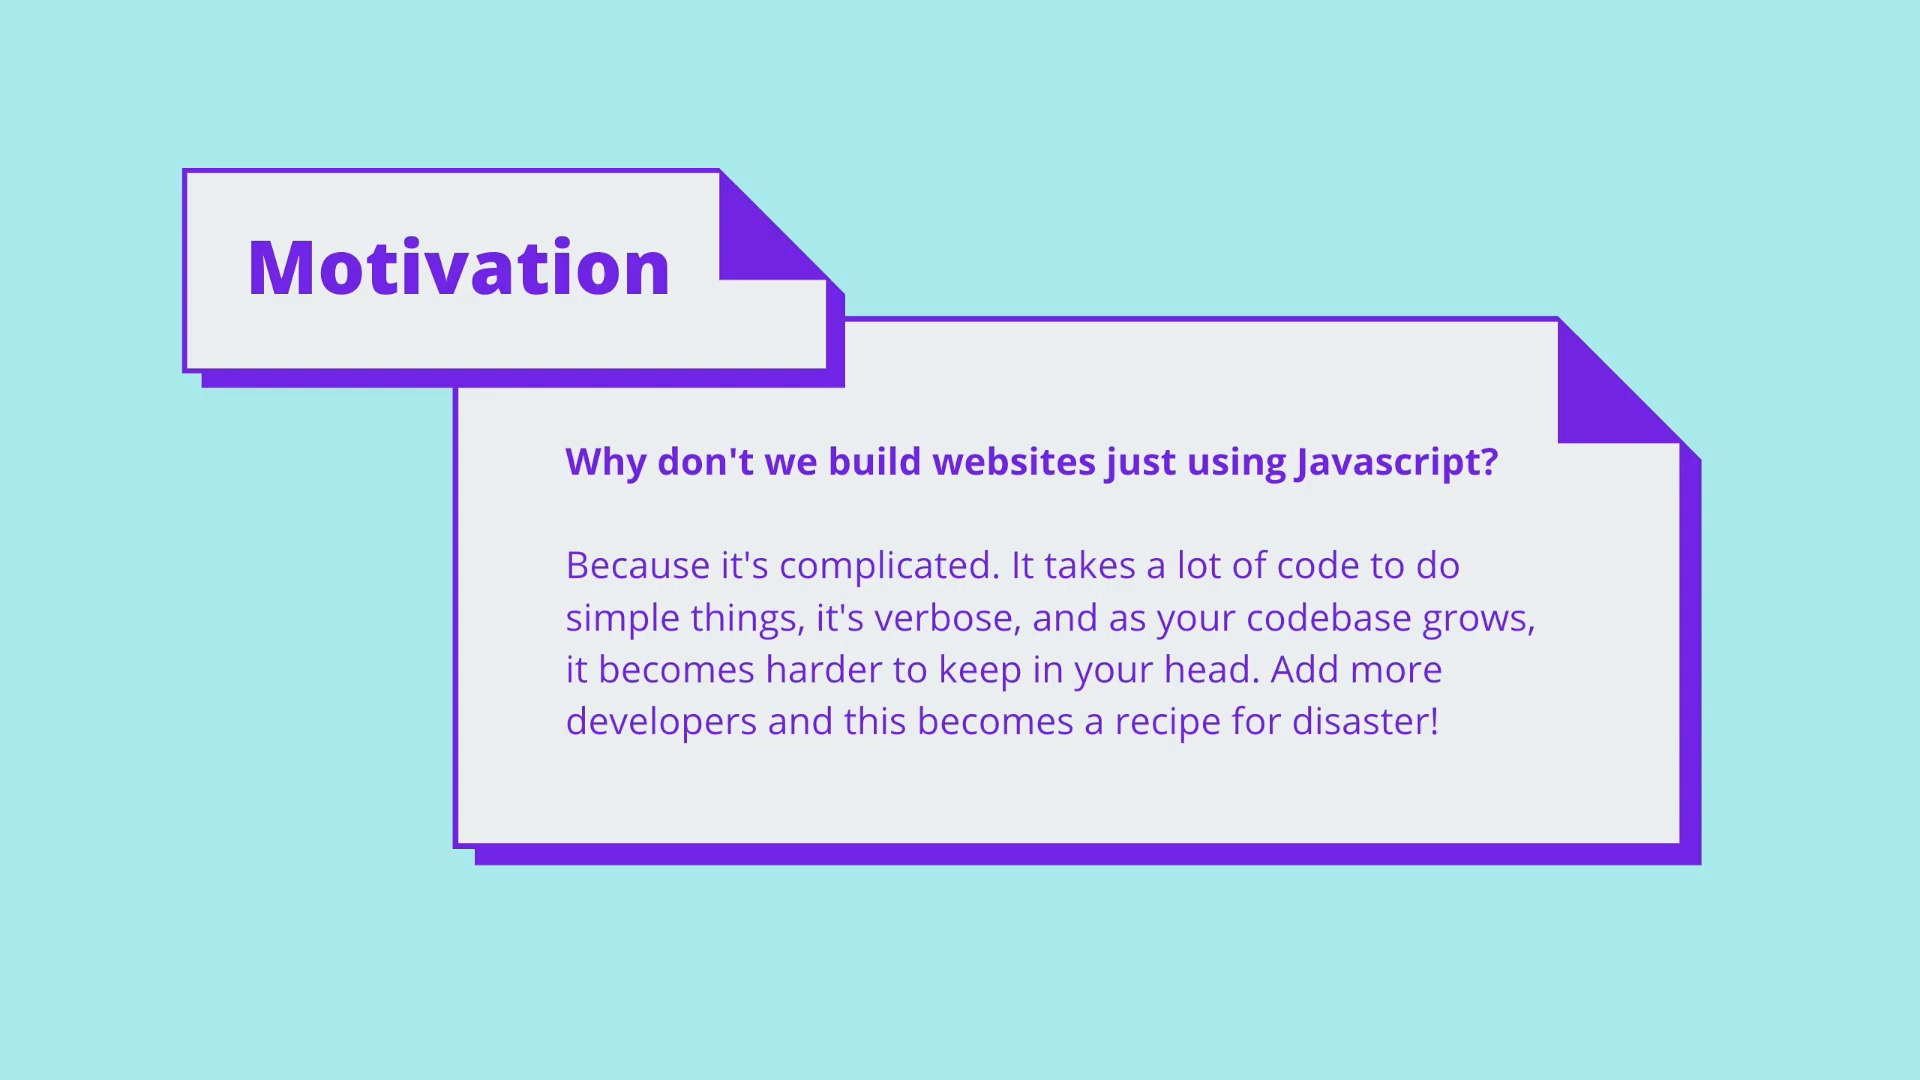 Motivation
Why don't we build websites just using Javascript?
Because it's complicated. It takes a lot of code to do
simple things, it's verbose, and as your codebase grows,
it becomes harder to keep in your head. Add more
developers and this becomes a recipe for disaster!